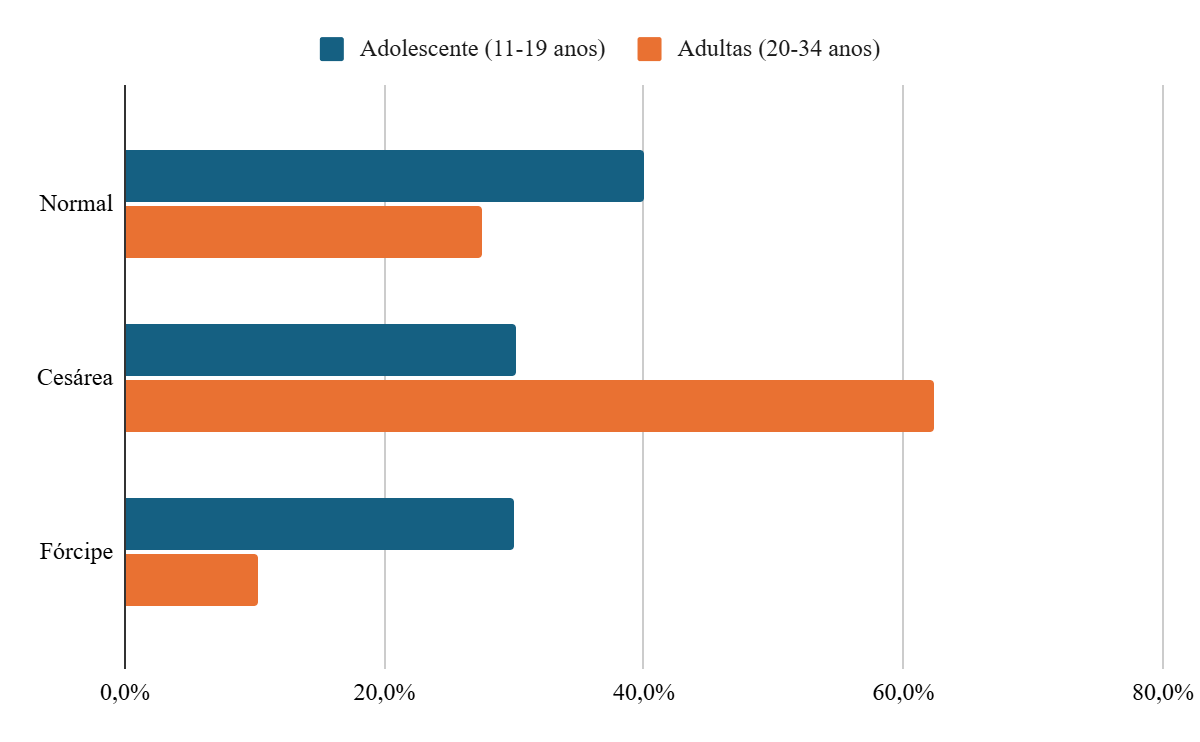 Adolescente (11-19 anos) Adultas (20-34 anos)
Normal
Cesárea
Fórcipe
0,0% 20,0% 40,0% 60,0% 80,0%